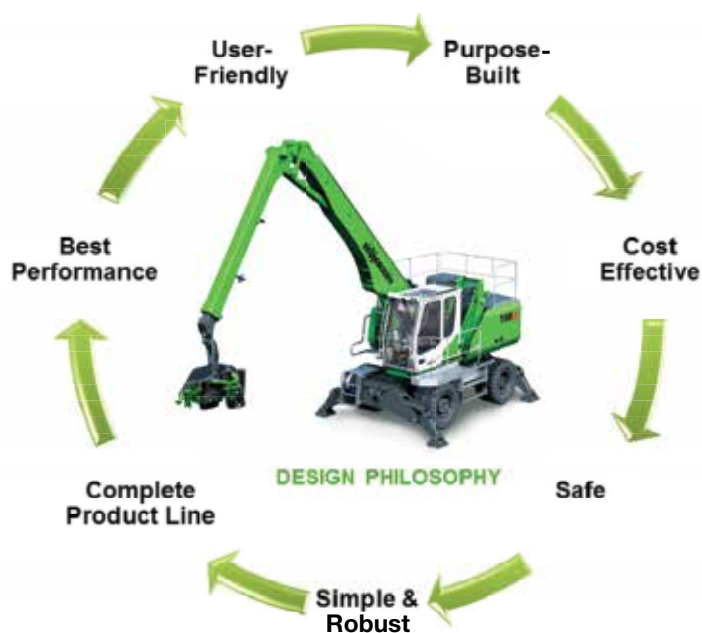 User-
Friendly
Purpose-
Built
Best
Performance
Cost
Effective
DESIGN PHILOSOPHY
Complete
Product Line
Safe
Simple &
Robust